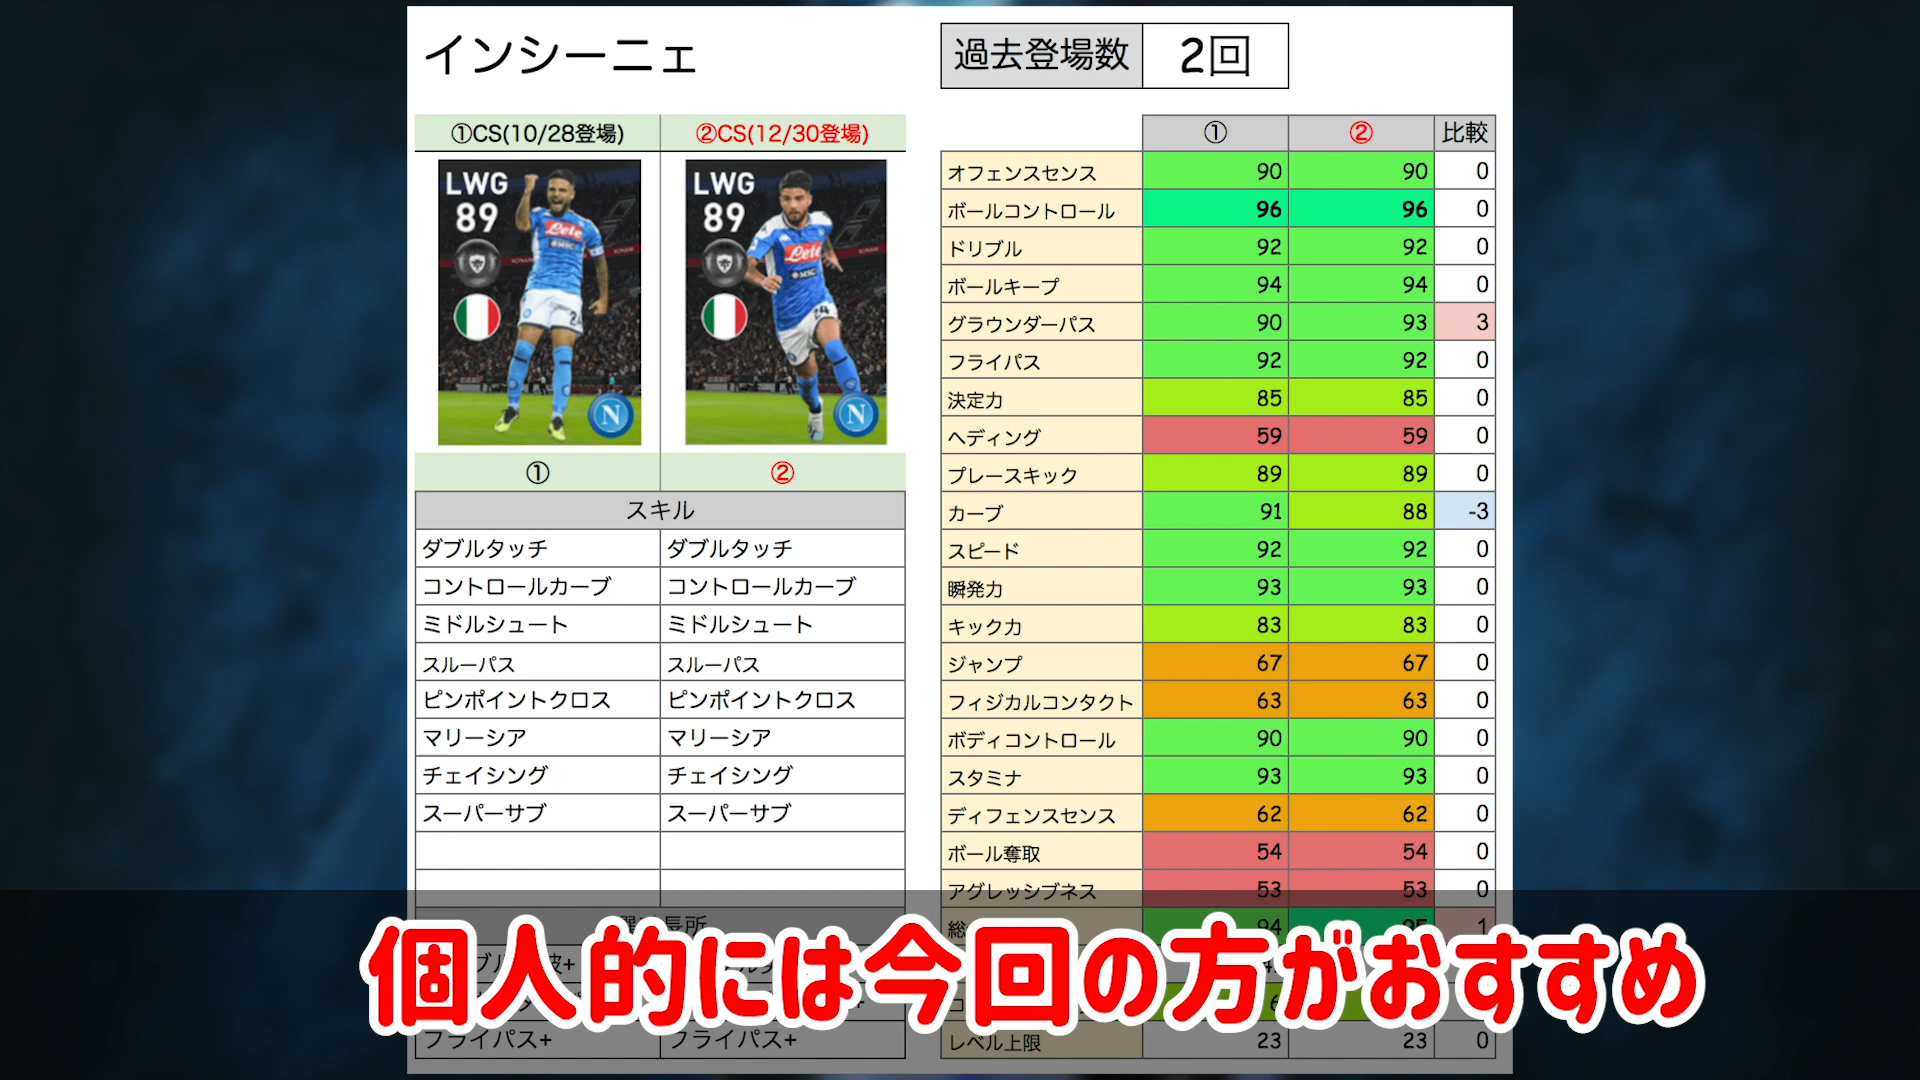 インシーニェ
過去登場数 2回
①CS(10/28登場) ②CS(12/30登場)
LWG
89
Lete
MSC
N
LWG
89
Lete
MSC
24
N
① ②
スキル
ダブルタッチ ダブルタッチ
コントロールカーブ コントロールカーブ
ミドルシュート ミドルシュート
スルーパス スルーパス
ピンポイントクロス ピンポイントクロス
マリーシア マリーシア
チェイシング チェイシング
スーパーサブ スーパーサブ
フライパス+ フライパス+
① ② 比較
オフェンスセンス 90 90 0
ボールコントロール 96 96 0
ドリブル 92 92 0
ボールキープ 94 94 0
グラウンダーパス 90 93 3
フライパス 92 92 0
決定力 85 85 0
ヘディング 59 59 0
プレースキック 89 89 0
カーブ 91 88 -3
スピード 92 92 0
瞬発力 93 93 0
キック力 83 83 0
ジャンプ 67 67 0
フィジカルコンタクト 63 63 0
ボディコントロール 90 90 0
スタミナ 93 93 0
ディフェンスセンス 62 62 0
ボール奪取 54 54 0
アグレッシブネス 53 53 0
総 94 95 1
レベル上限 23 23 0
個人的には今回の方がおすすめ